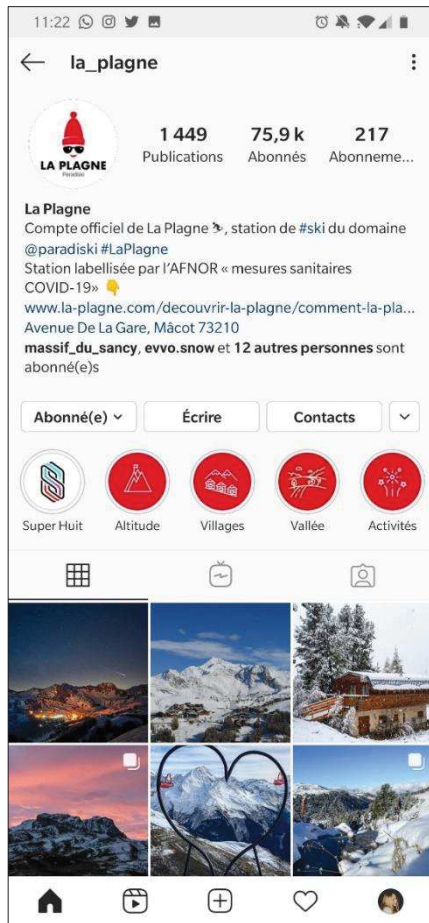 11:22
la_plagne
LA PLAGNE
Paradiski
1 449 75,9 k 217
Publications Abonnés Abonneme...
La Plagne
Compte officiel de La Plagne ⛷, station de #ski du domaine
@paradiski #LaPlagne
Station labellisée par l'AFNOR « mesures sanitaires
COVID-19» 👇
www.la-plagne.com/decouvrir-la-plagne/comment-la-pla...
Avenue De La Gare, Mâcot 73210
massif_du_sancy, evvo.snow et 12 autres personnes sont
abonné(e)s
Abonné(e) Écrire Contacts
Super Huit Altitude Villages Vallée Activités